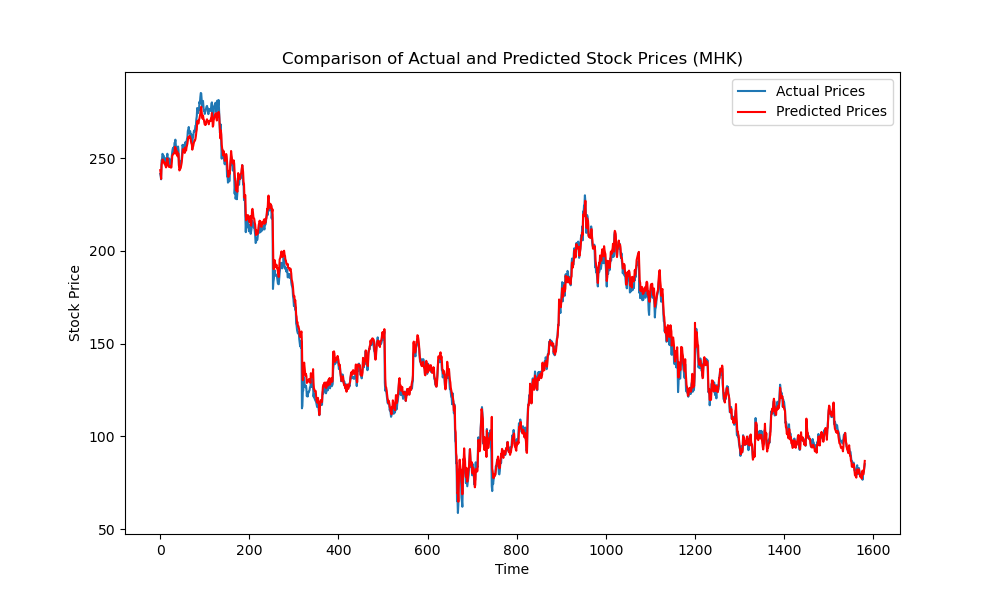 Comparison of Actual and Predicted Stock Prices (MHK)
Actual Prices
Predicted Prices
Stock Price
250
200
150
100
50
0 200 400 600 800 1000 1200 1400 1600
Time